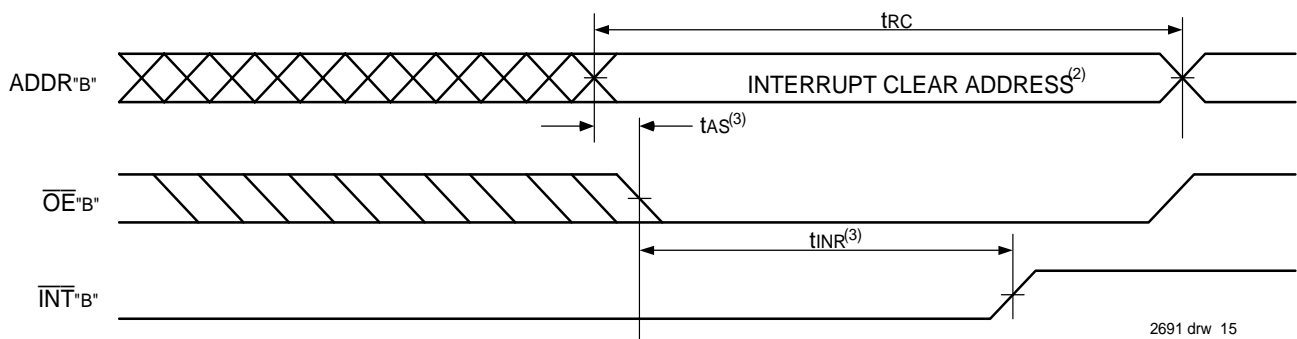 tRC
ADDR"B"
INTERRUPT CLEAR ADDRESS(2)
tAS(3)
OE"B"
tINR(3)
INT"B"
2691 drw 15